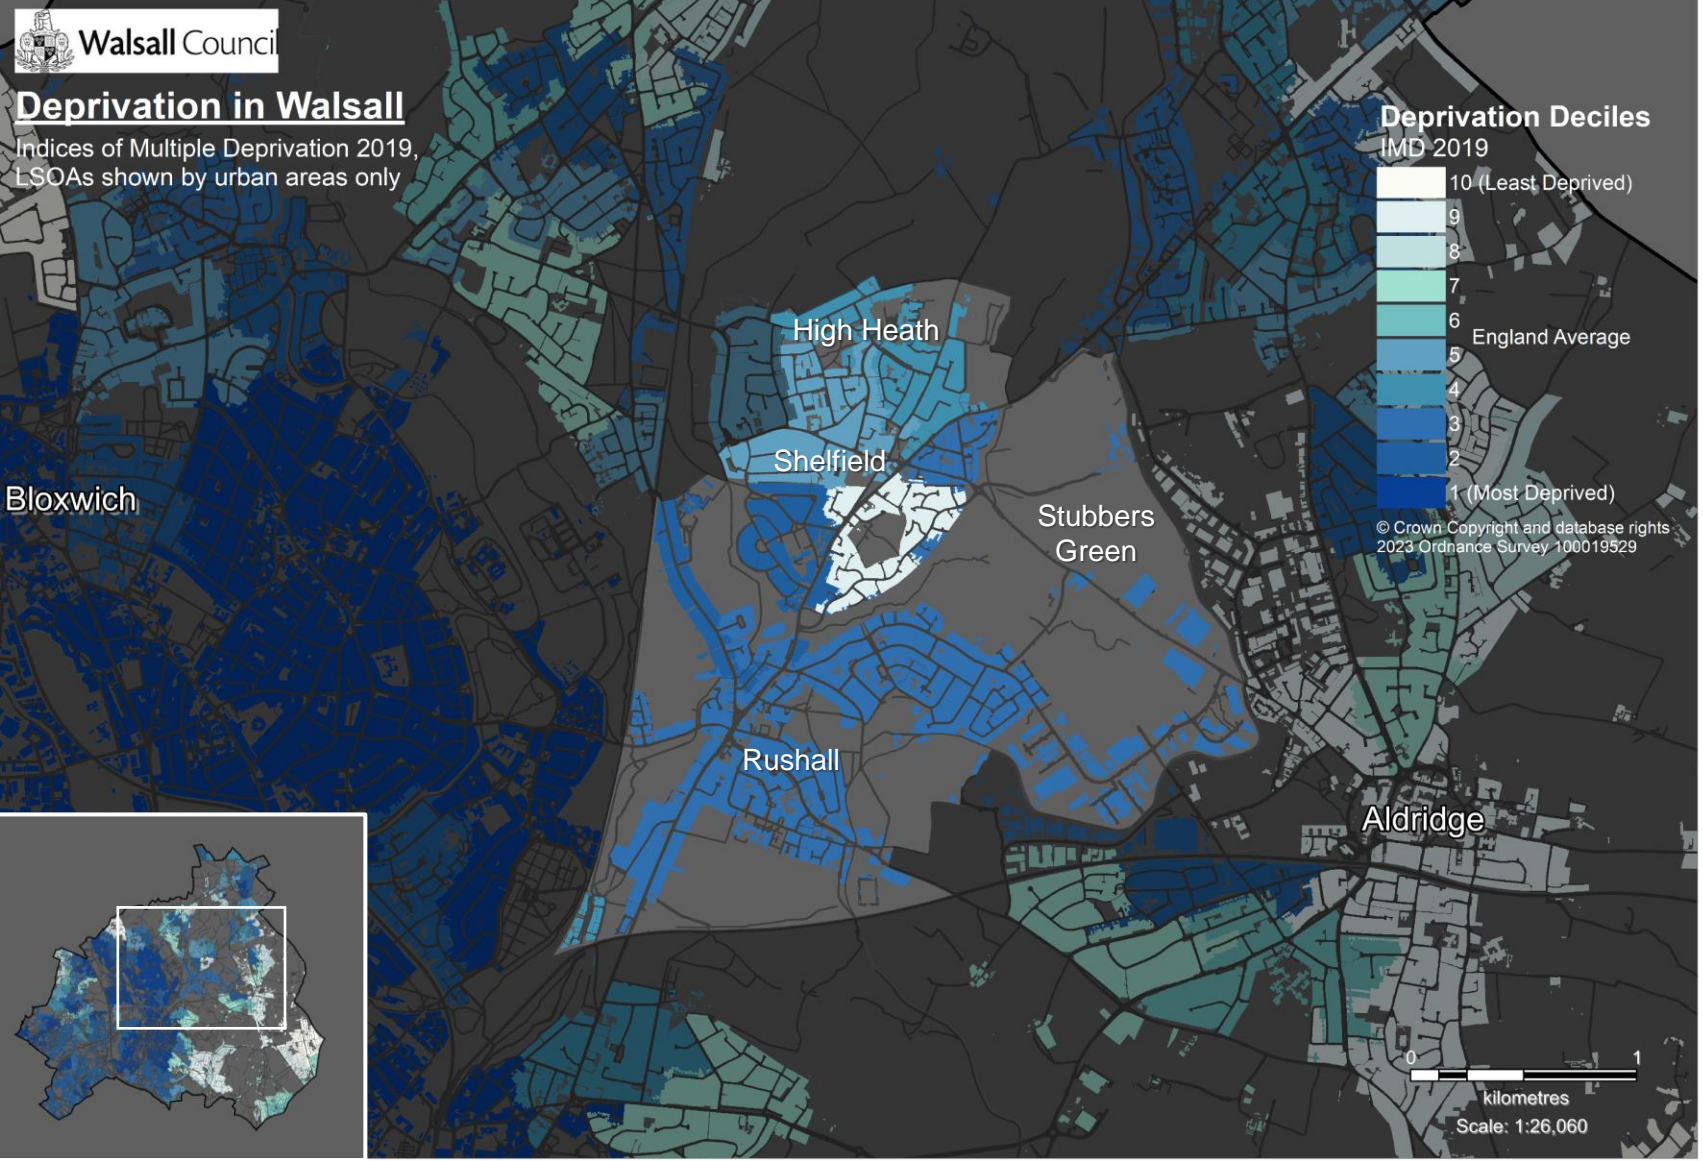 Walsall Council
Deprivation in Walsall
Indices of Multiple Deprivation 2019,
LSOAs shown by urban areas only
Deprivation Deciles
IMD 2019
10 (Least Deprived)
9
8
7
6
England Average
5
4
3
2
1 (Most Deprived)
© Crown Copyright and database rights
2023 Ordnance Survey 100019529
High Heath
Shelfield
Bloxwich
Stubbers
Green
Rushall
Aldridge
0 1
kilometres
Scale: 1:26,060